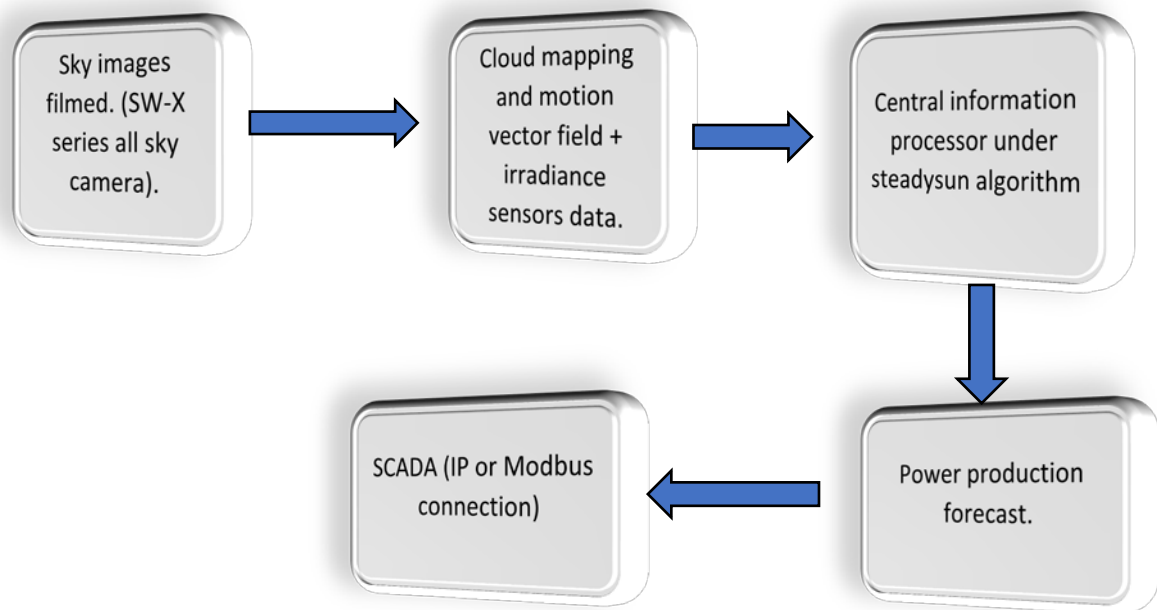 Sky images
filmed. (SW-X
series all sky
camera).
Cloud mapping
and motion
vector field +
irradiance
sensors data.
Central information
processor under
steadysun algorithm
Power production
forecast.
SCADA (IP or Modbus
connection)